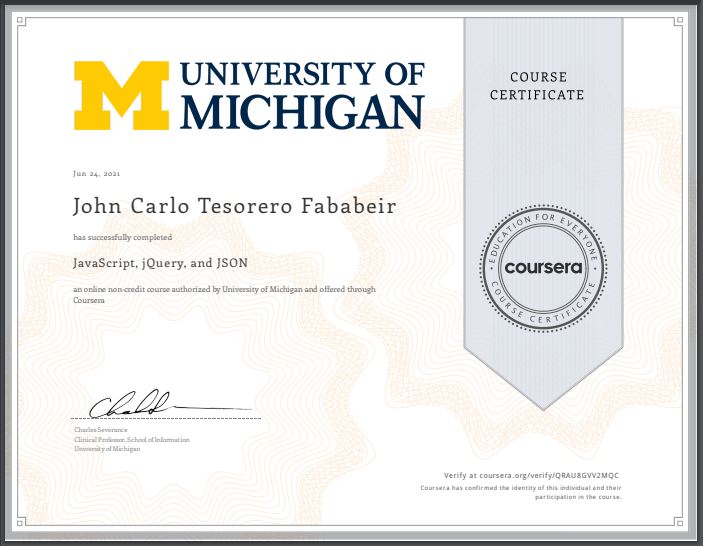 M UNIVERSITY OF
MICHIGAN
COURSE
CERTIFICATE
Jun 24, 2021
John Carlo Tesorero Fababeir
has successfully completed
JavaScript, jQuery, and JSON
an online non-credit course authorized by University of Michigan and offered through
Coursera
EDUCATION FOR EVERYONE
coursera
COURSE CERTIFICATE
Charles Severance
Clinical Professor, School of Information
University of Michigan
Verify at coursera.org/verify/QRAU8GVV2MQC
Coursera has confirmed the identity of this individual and their
participation in the course.